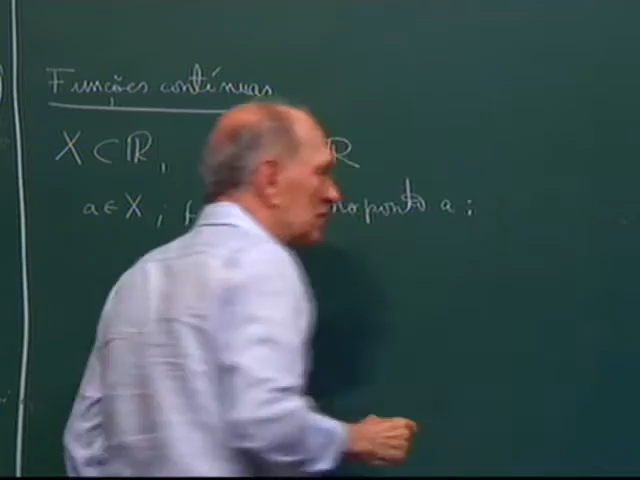 Funções contínuas
X ⊂ ℝ, ℝ
a ∈ X; f no ponto a: